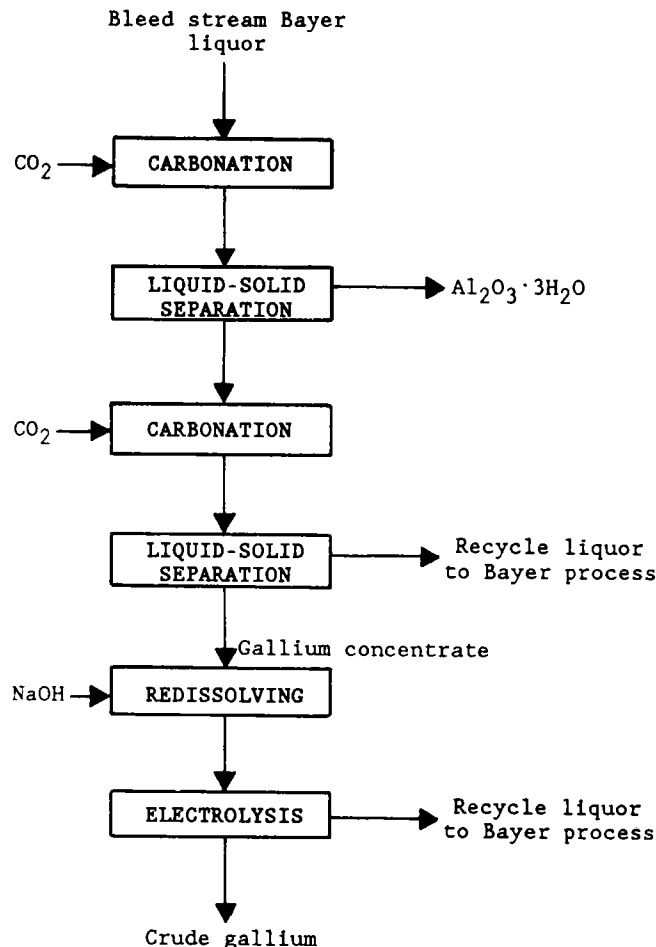 Bleed stream Bayer
liquor
CO₂
CARBONATION
LIQUID-SOLID
SEPARATION
Al₂O₃·3H₂O
CO₂
CARBONATION
LIQUID-SOLID
SEPARATION
Recycle liquor
to Bayer process
Gallium concentrate
NaOH
REDISSOLVING
ELECTROLYSIS
Recycle liquor
to Bayer process
Crude gallium